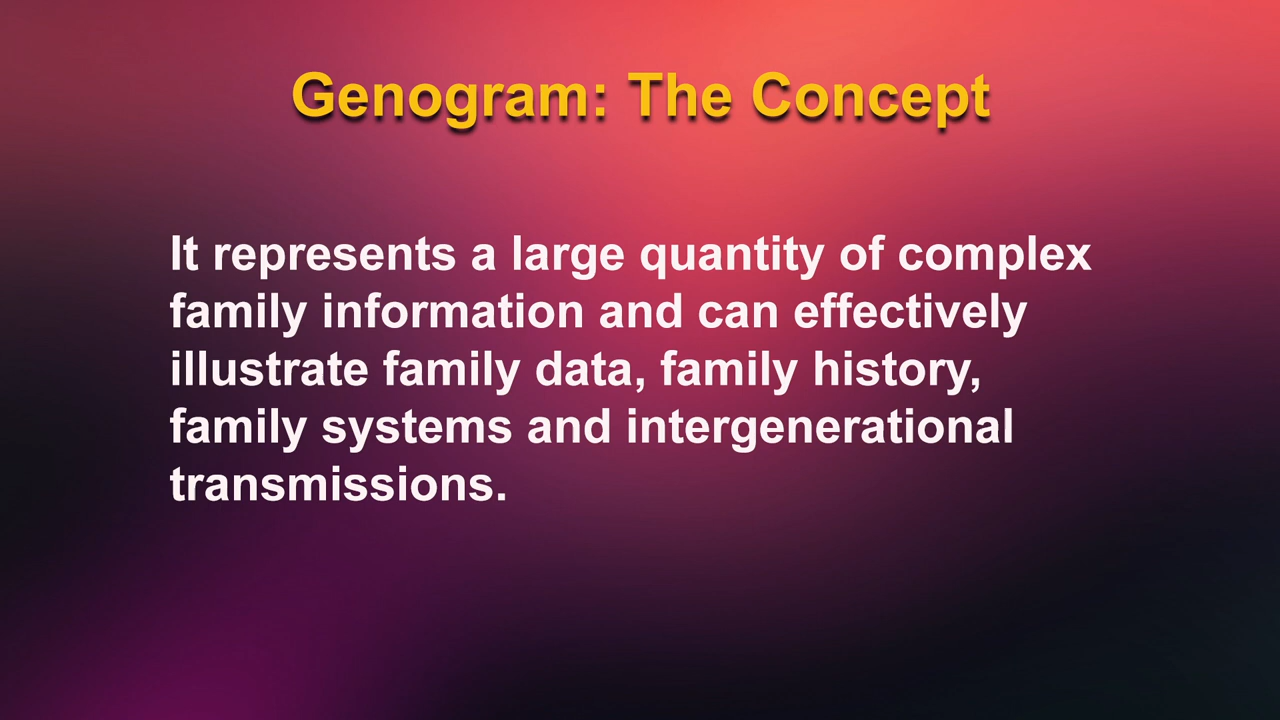 Genogram: The Concept
It represents a large quantity of complex
family information and can effectively
illustrate family data, family history,
family systems and intergenerational
transmissions.